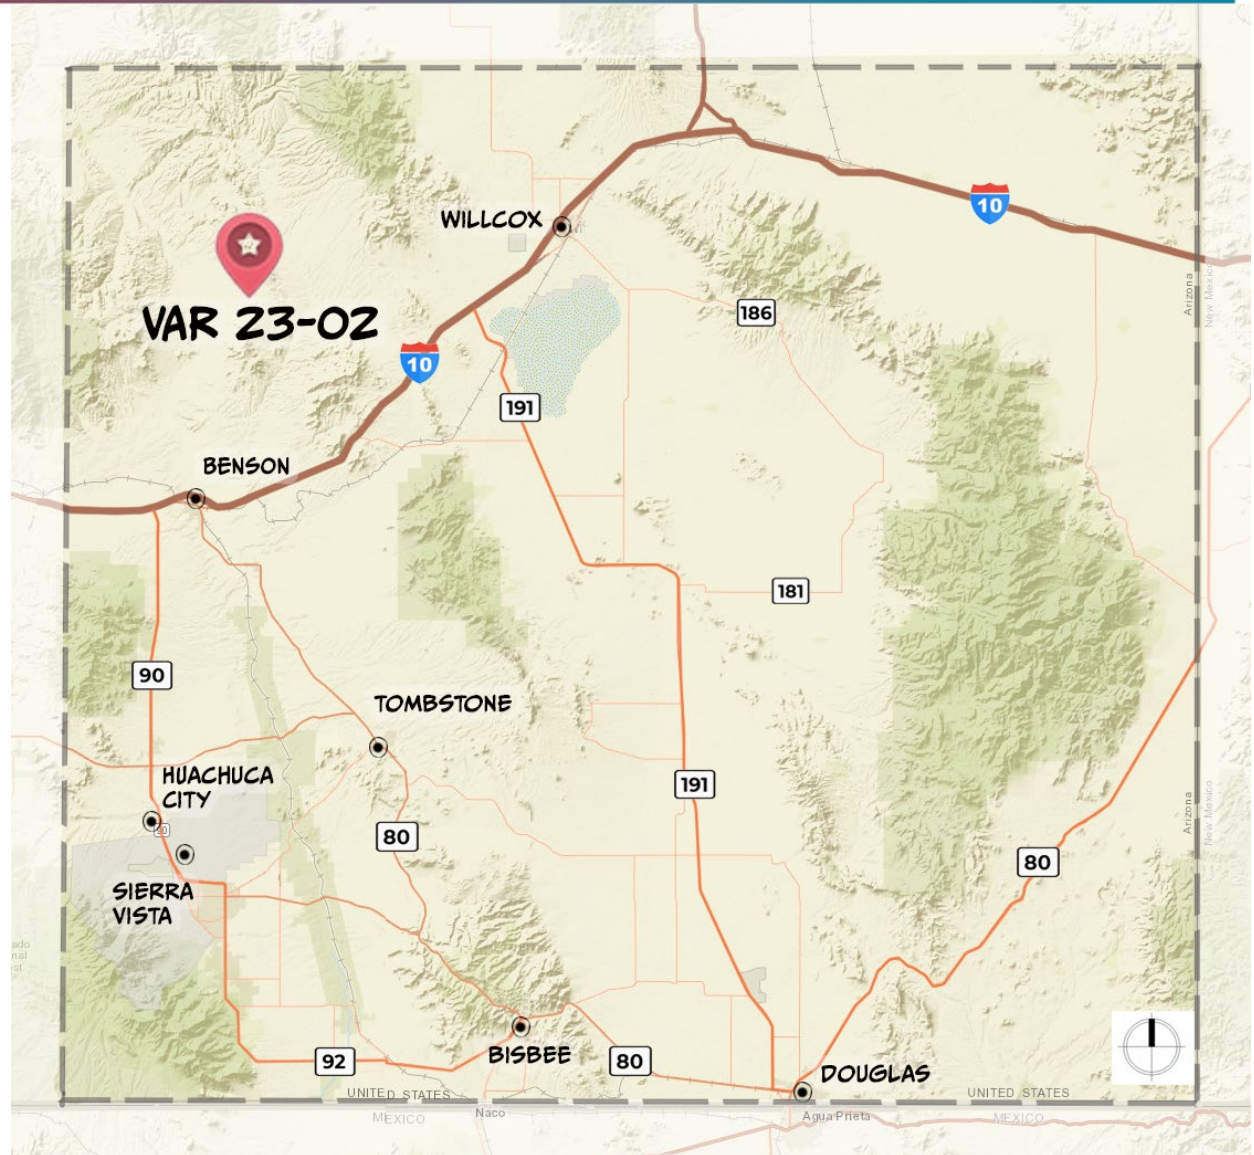 WILLCOX
10
VAR 23-02
186
10
191
Arizona
New Mexico
BENSON
181
90
TOMBSTONE
HUACHUCA
CITY
191
80
90
Arizona
New Mexico
80
SIERRA
VISTA
BISBEE
92
80
DOUGLAS
UNITED STATES
UNITED STATES
MEXICO
Naco
Agua Prieta
MEXICO